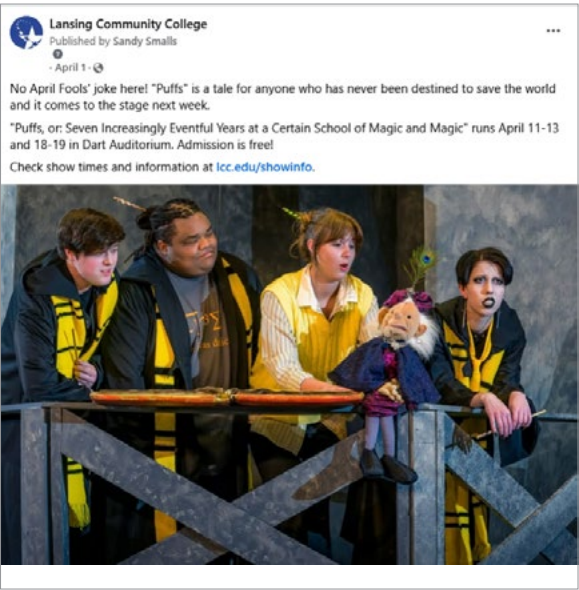 Lansing Community College
Published by Sandy Smalls
· April 1 ·
No April Fools' joke here! "Puffs" is a tale for anyone who has never been destined to save the world
and it comes to the stage next week.
"Puffs, or: Seven Increasingly Eventful Years at a Certain School of Magic and Magic" runs April 11-13
and 18-19 in Dart Auditorium. Admission is free!
Check show times and information at lcc.edu/showinfo.